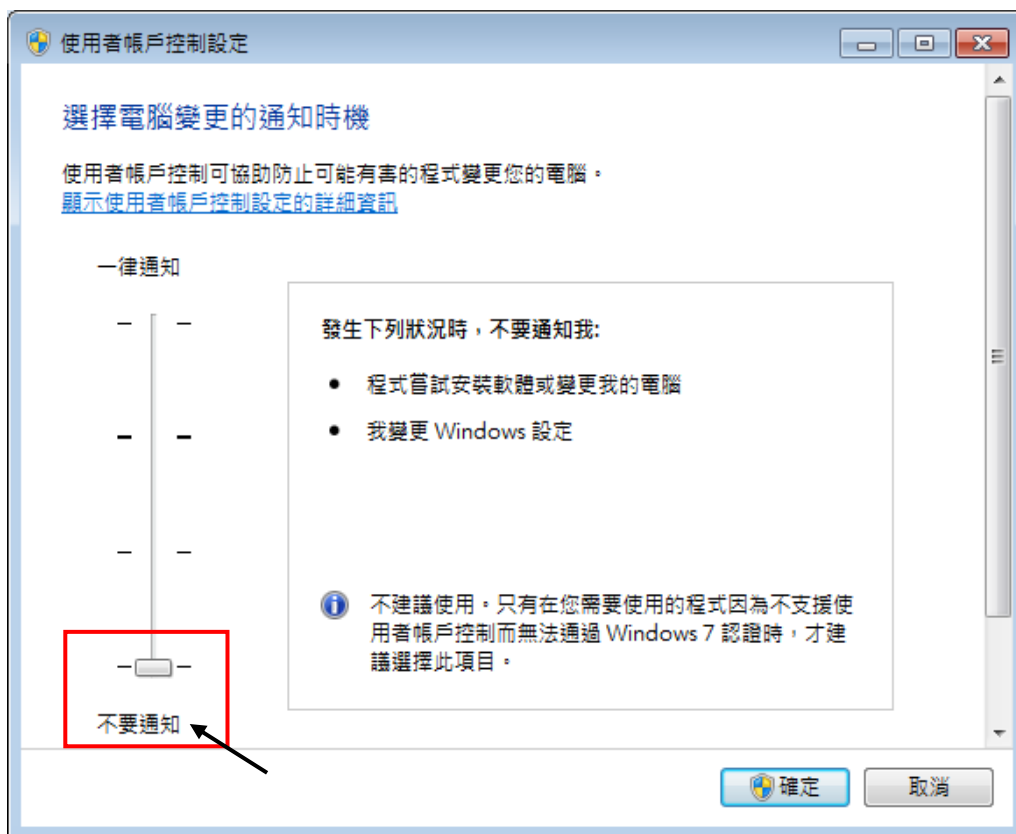 使用者帳戶控制設定
選擇電腦變更的通知時機
使用者帳戶控制可協助防止可能有害的程式變更您的電腦。
顯示使用者帳戶控制設定的詳細資訊
一律通知
發生下列狀況時，不要通知我:
程式嘗試安裝軟體或變更我的電腦
我變更 Windows 設定
不建議使用。只有在您需要使用的程式因為不支援使
用者帳戶控制而無法通過 Windows 7 認證時，才建
議選擇此項目。
不要通知
確定
取消